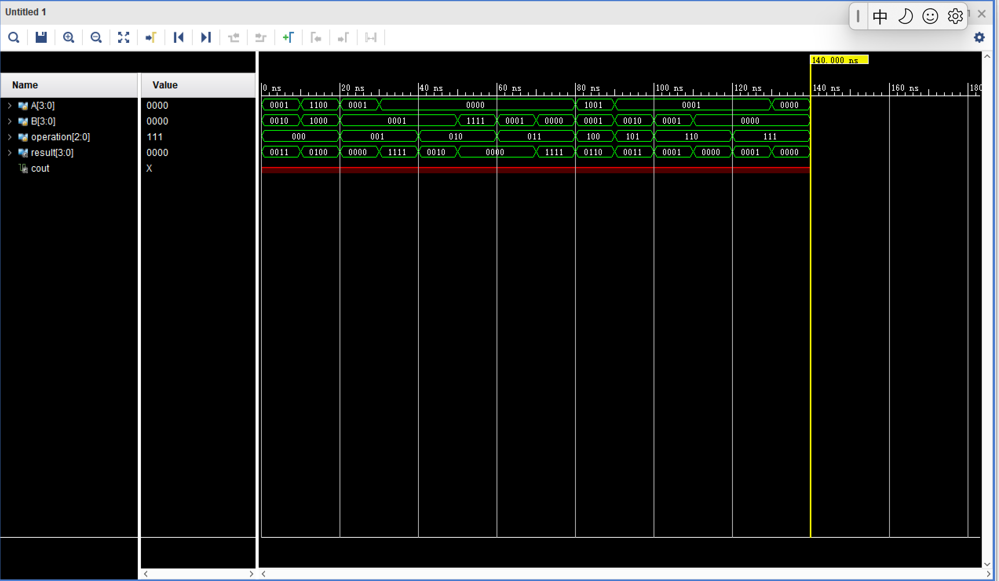 Untitled 1
中
140.000 ns
Name Value
0 ns 20 ns 40 ns 60 ns 80 ns 100 ns 120 ns 140 ns 160 ns 180
A[3:0] 0000 0001 1100 0001 0000 1001 0001 0000
B[3:0] 0000 0010 1000 0001 1111 0001 0000 0001 0010 0001 0000
operation[2:0] 111 000 001 010 011 100 101 110 111
result[3:0] 0000 0011 0100 0000 1111 0010 0000 1111 0110 0011 0001 0000 0001 0000
cout X